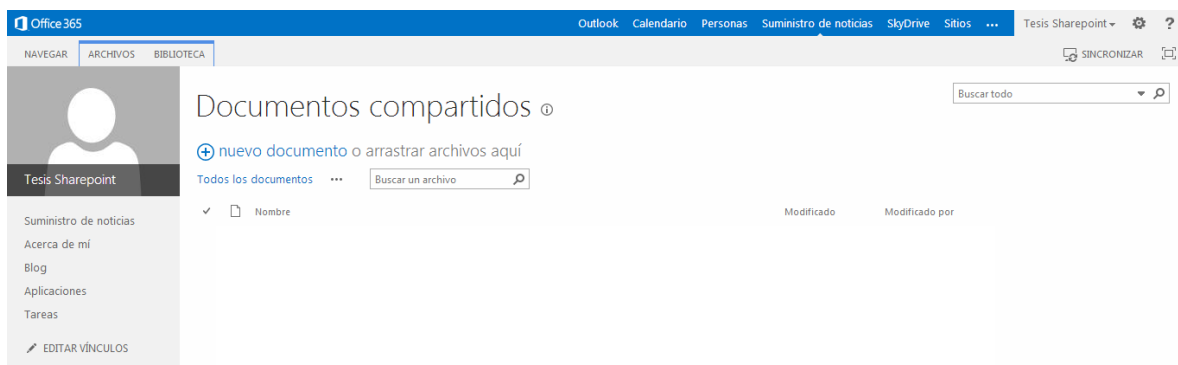 Office 365 Outlook Calendario Personas Suministro de noticias SkyDrive Sitios ... Tesis Sharepoint ?
NAVEGAR ARCHIVOS BIBLIOTECA SINCRONIZAR
Buscar todo
Documentos compartidos
nuevo documento o arrastrar archivos aquí
Tesis Sharepoint
Todos los documentos ... Buscar un archivo
Nombre Modificado Modificado por
Suministro de noticias
Acerca de mí
Blog
Aplicaciones
Tareas
EDITAR VÍNCULOS